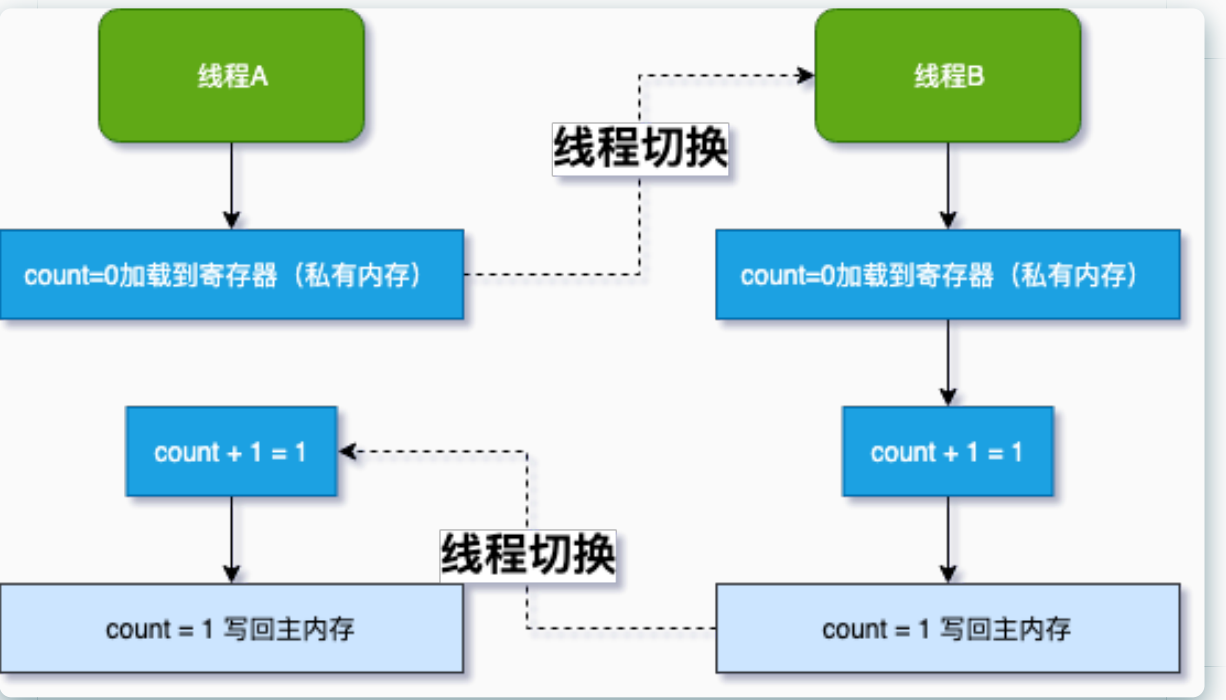 线程A
线程B
线程切换
count=0加载到寄存器（私有内存）
count=0加载到寄存器（私有内存）
count + 1 = 1
count + 1 = 1
线程切换
count = 1 写回主内存
count = 1 写回主内存